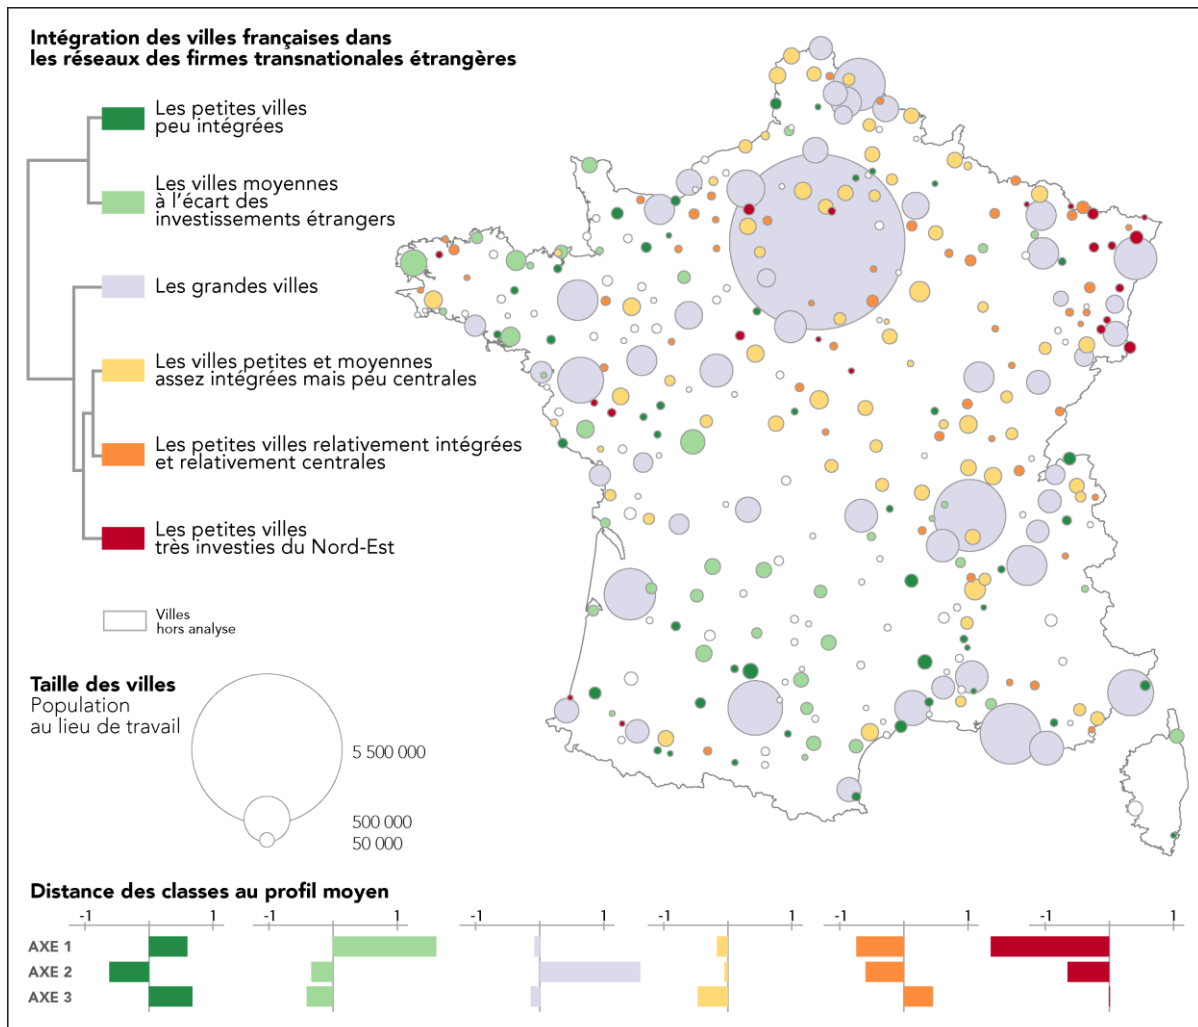 Intégration des villes françaises dans
les réseaux des firmes transnationales étrangères
Les petites villes
peu intégrées
Les villes moyennes
à l'écart des
investissements étrangers
Les grandes villes
Les villes petites et moyennes
assez intégrées mais peu centrales
Les petites villes relativement intégrées
et relativement centrales
Les petites villes
très investies du Nord-Est
Villes
hors analyse
Taille des villes
Population
au lieu de travail
5 500 000
500 000
50 000
Distance des classes au profil moyen
-1 1 -1 1 -1 1 -1 1 -1 1 -1 1
AXE 1
AXE 2
AXE 3